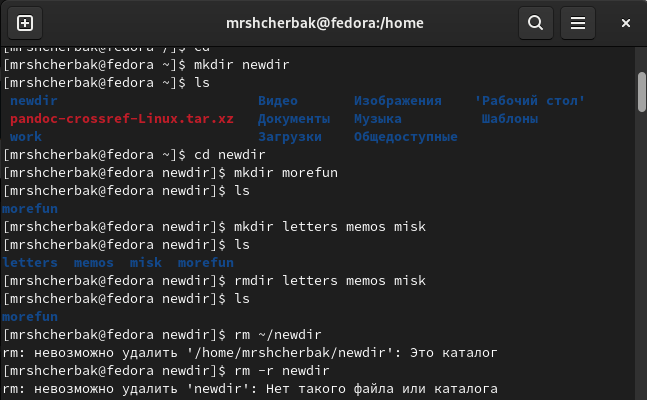 mrshcherbak@fedora:/home
[mrshcherbak@fedora /]$ cd
[mrshcherbak@fedora ~]$ mkdir newdir
[mrshcherbak@fedora ~]$ ls
newdir Видео Изображения 'Рабочий стол'
pandoc-crossref-Linux.tar.xz Документы Музыка Шаблоны
work Загрузки Общедоступные
[mrshcherbak@fedora ~]$ cd newdir
[mrshcherbak@fedora newdir]$ mkdir morefun
[mrshcherbak@fedora newdir]$ ls
morefun
[mrshcherbak@fedora newdir]$ mkdir letters memos misk
[mrshcherbak@fedora newdir]$ ls
letters memos misk morefun
[mrshcherbak@fedora newdir]$ rmdir letters memos misk
[mrshcherbak@fedora newdir]$ ls
morefun
[mrshcherbak@fedora newdir]$ rm ~/newdir
rm: невозможно удалить '/home/mrshcherbak/newdir': Это каталог
[mrshcherbak@fedora newdir]$ rm -r newdir
rm: невозможно удалить 'newdir': Нет такого файла или каталога